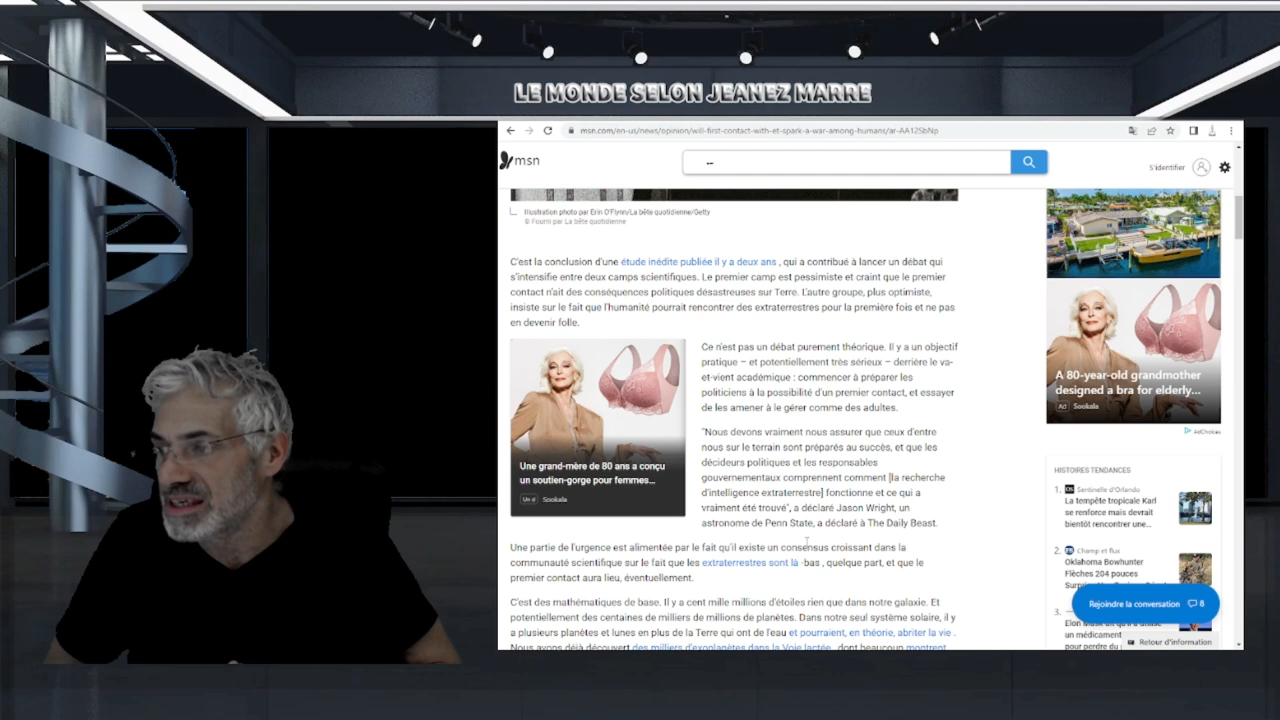 LE MONDE SELON JEANEZ MARRE
msn.com/en-us/news/opinion/will-first-contact-with-et-spark-a-war-among-humans/ar-AA12SbNp
msn
S'identifier
Illustration photo par Erin O'Flynn/La bête quotidienne/Getty
© Fourni par La bête quotidienne
C'est la conclusion d'une étude inédite publiée il y a deux ans , qui a contribué à lancer un débat qui
s'intensifie entre deux camps scientifiques. Le premier camp est pessimiste et craint que le premier
contact n'ait des conséquences politiques désastreuses sur Terre. L'autre groupe, plus optimiste,
insiste sur le fait que l'humanité pourrait rencontrer des extraterrestres pour la première fois et ne pas
en devenir folle.
Ce n'est pas un débat purement théorique. Il y a un objectif
pratique – et potentiellement très sérieux – derrière le va-
et-vient académique : commencer à préparer les
politiciens à la possibilité d'un premier contact, et essayer
de les amener à le gérer comme des adultes.
"Nous devons vraiment nous assurer que ceux d'entre
nous sur le terrain sont préparés au succès, et que les
décideurs politiques et les responsables
gouvernementaux comprennent comment [la recherche
d'intelligence extraterrestre] fonctionne et ce qui a
vraiment été trouvé", a déclaré Jason Wright, un
astronome de Penn State, a déclaré à The Daily Beast.
Une grand-mère de 80 ans a conçu
un soutien-gorge pour femmes...
Un d Sookala
Une partie de l'urgence est alimentée par le fait qu'il existe un consensus croissant dans la
communauté scientifique sur le fait que les extraterrestres sont là -bas , quelque part, et que le
premier contact aura lieu, éventuellement.
C'est des mathématiques de base. Il y a cent mille millions d'étoiles rien que dans notre galaxie. Et
potentiellement des centaines de milliers de millions de planètes. Dans notre seul système solaire, il y
a plusieurs planètes et lunes en plus de la Terre qui ont de l'eau et pourraient, en théorie, abriter la vie .
Nous avons déjà découvert des milliers d'exoplanètes dans la Voie lactée , dont beaucoup montrent
A 80-year-old grandmother
designed a bra for elderly...
Ad Sookala
AdChoices
HISTOIRES TENDANCES
1. Sentinelle d'Orlando
La tempête tropicale Karl
se renforce mais devrait
bientôt rencontrer une...
2. Champ et flux
Oklahoma Bowhunter
Flèches 204 pouces
3.
Rejoindre la conversation 8
un médicament
pour perdre du
Retour d'information